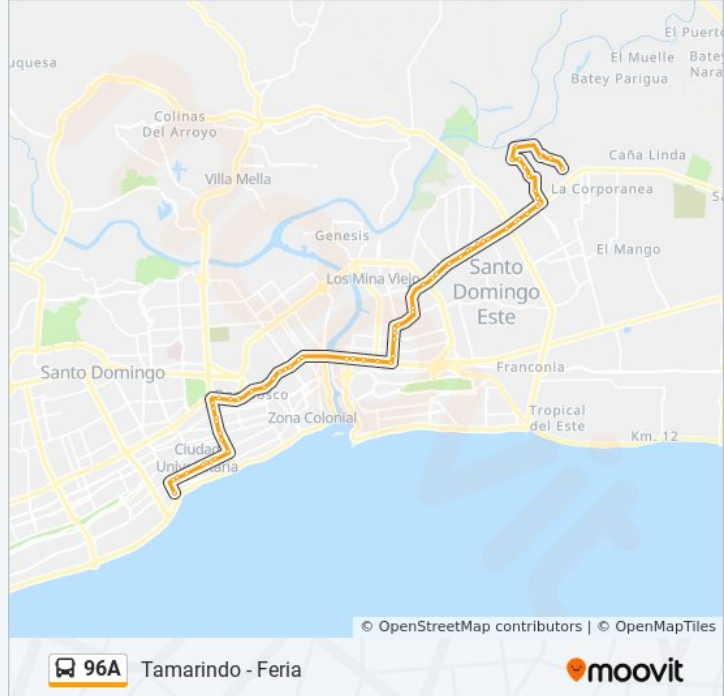 El Puerto
uquesa
El Muelle
Batey
Nara
Batey Parigua
Colinas
Del Arroyo
Caña Linda
Villa Mella
La Corporanea
Genesis
El Mango
Los Mina Viejo
Santo
Domingo
Este
Santo Domingo
Franconia
Zona Colonial
Tropical
del Este
Km. 12
Ciudad
Universitaria
© OpenStreetMap contributors | © OpenMapTiles
96A Tamarindo - Feria
moovit